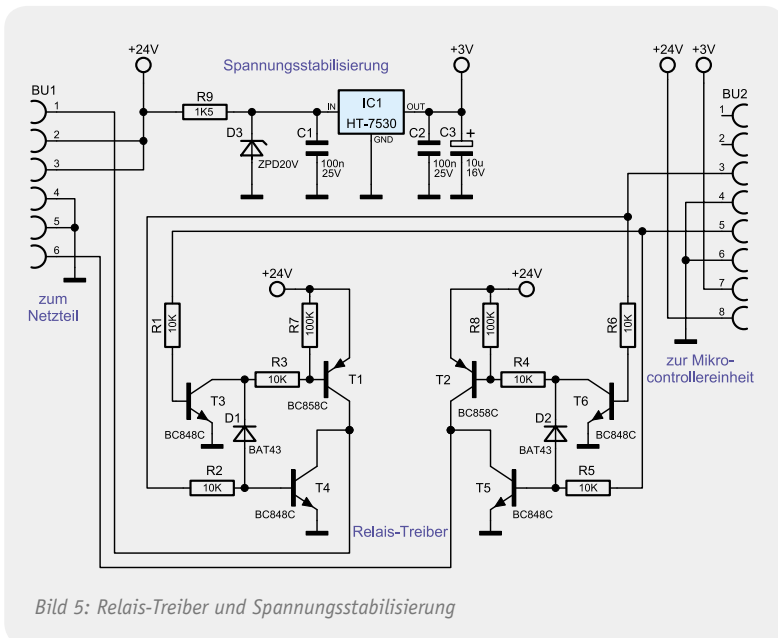 +24V
Spannungsstabilisierung
+3V
+24V
+3V
BU1
BU2
R9
1K5
IN
IC1
HT-7530
OUT
GND
D3
ZPD20V
C1
100n
25V
C2
100n
25V
C3
+
10u
16V
1
2
3
4
5
6
1
2
3
4
5
6
7
8
zum
Netzteil
zur Mikro-
controllereinheit
+24V
+24V
R1
10K
R7
100K
R8
100K
R6
10K
R3
10K
T1
BC858C
T2
BC858C
R4
10K
T3
BC848C
D1
BAT43
D2
BAT43
T6
BC848C
R2
10K
T4
BC848C
T5
BC848C
R5
10K
Relais-Treiber
Bild 5: Relais-Treiber und Spannungsstabilisierung